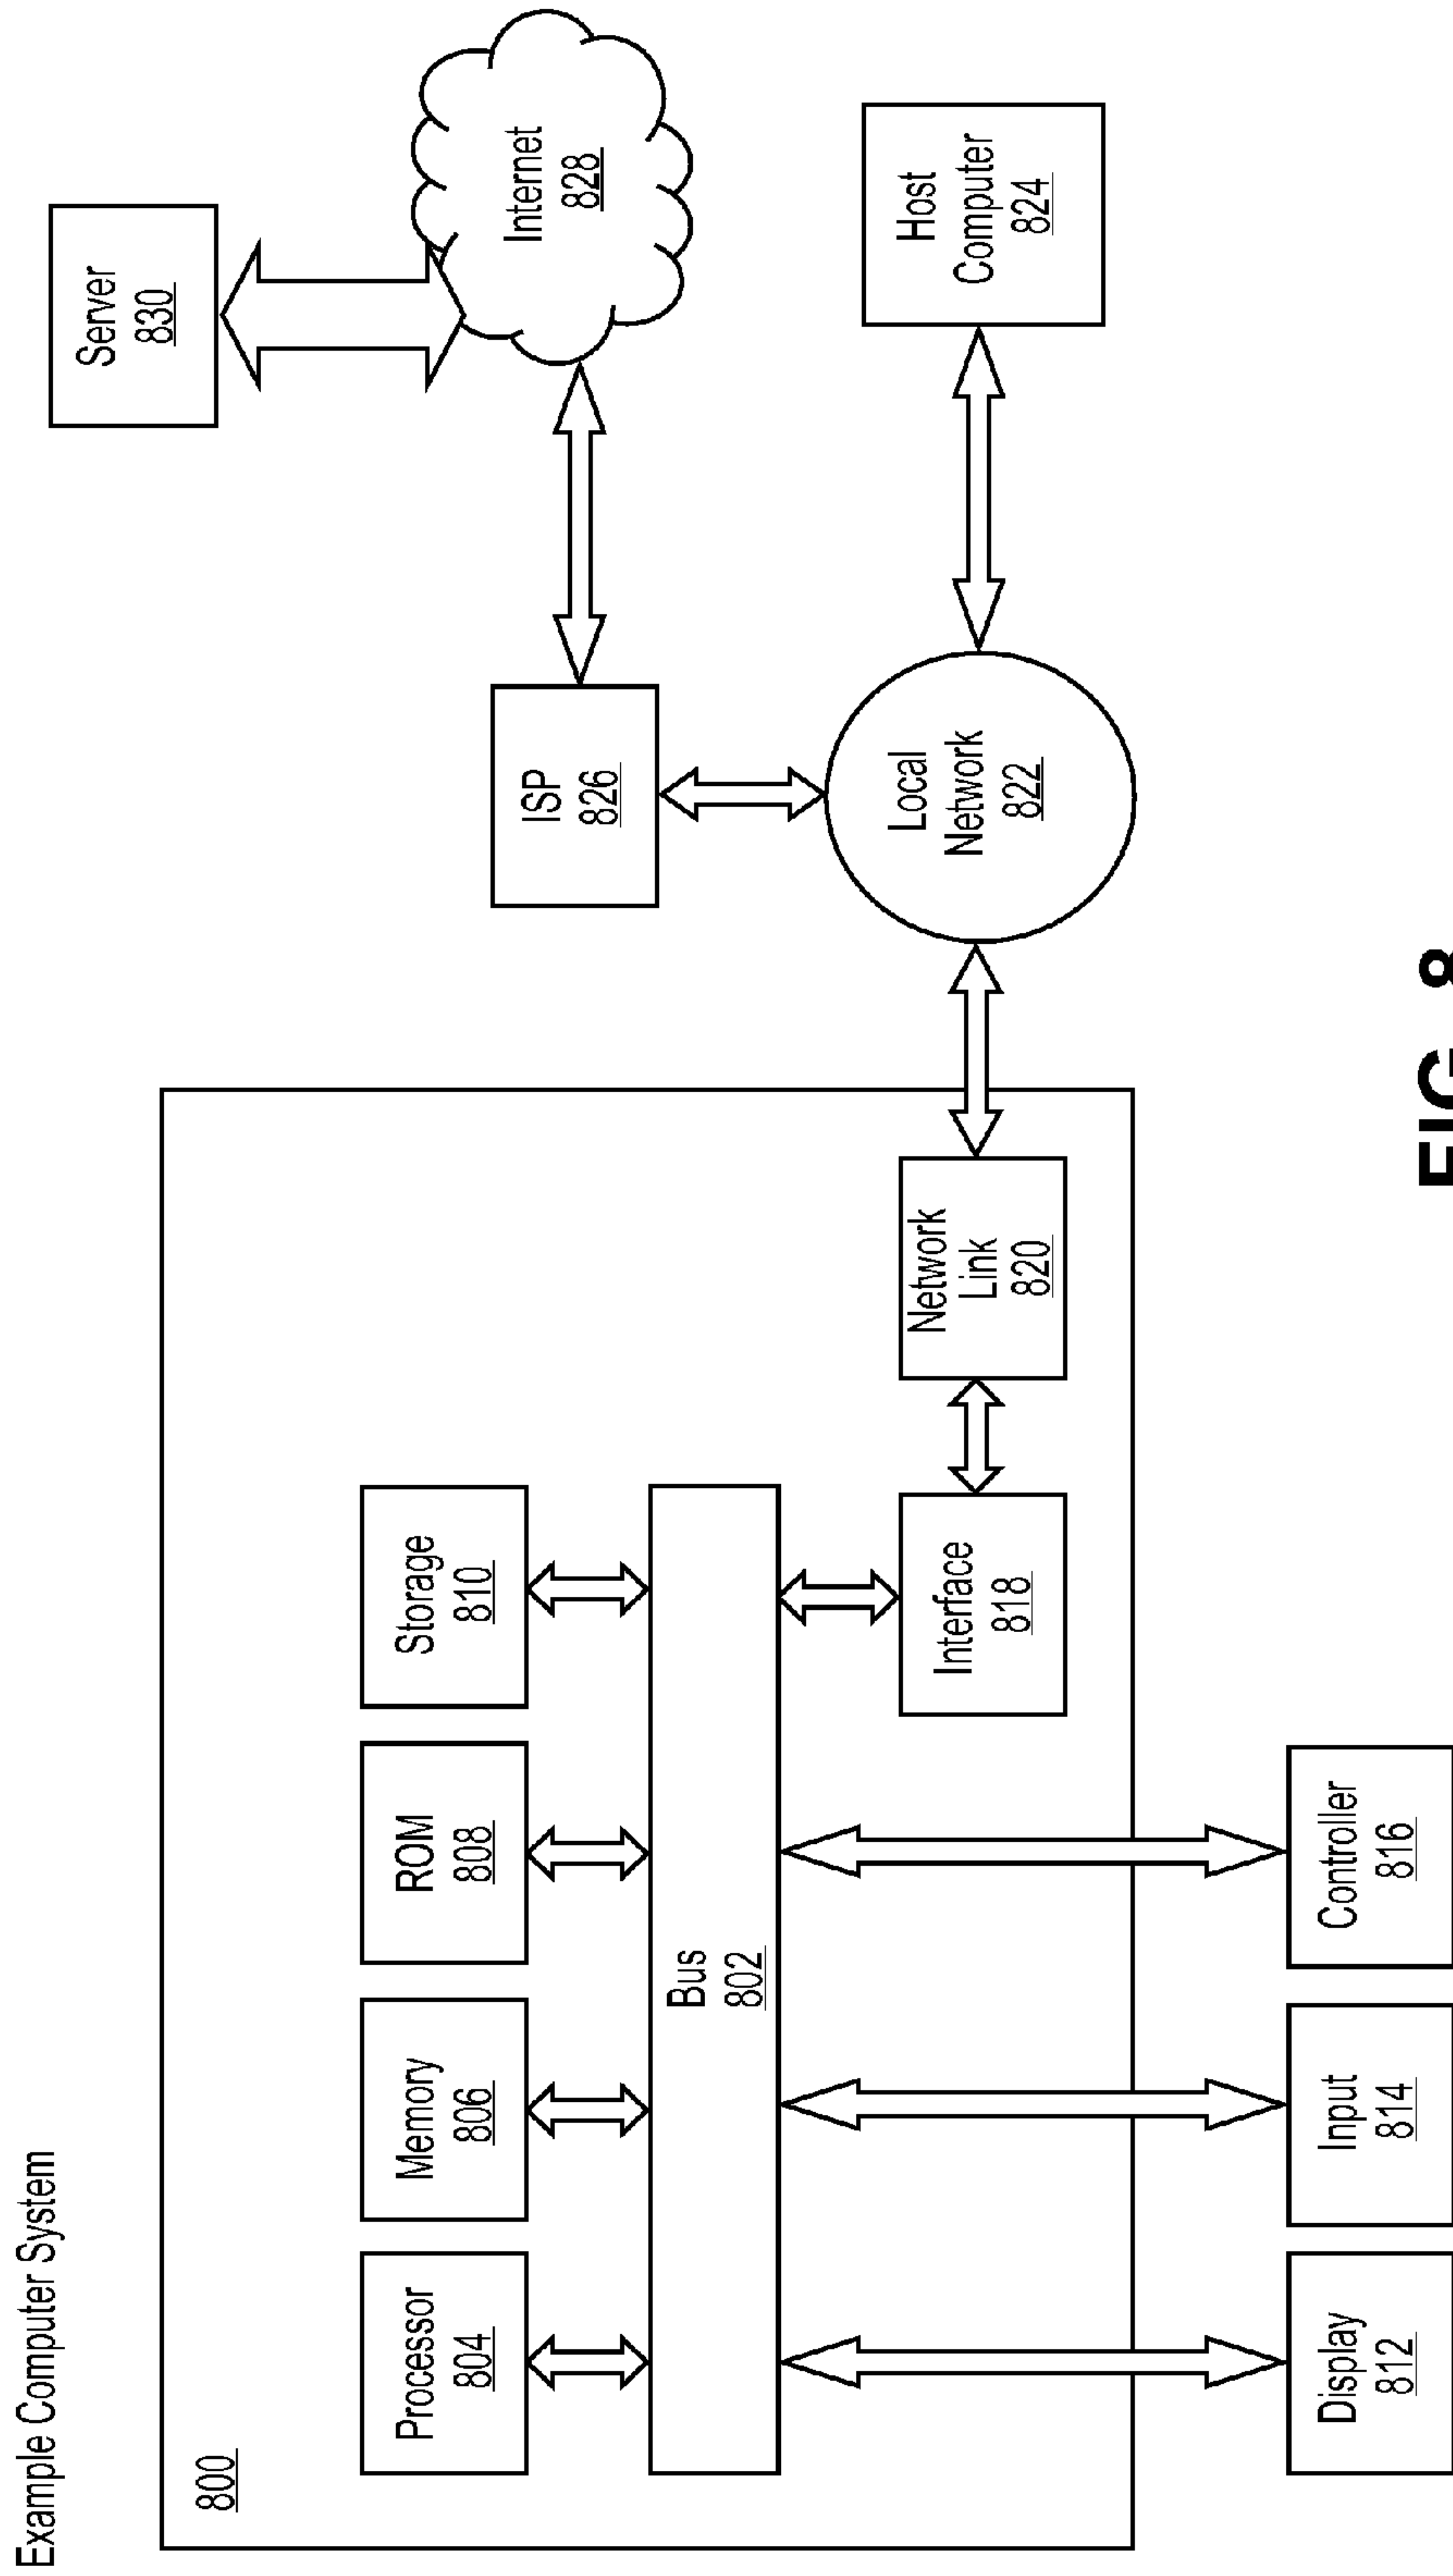 Example Computer System
800
Processor
804
Memory
806
ROM
808
Storage
810
Bus
802
Display
812
Input
814
Controller
816
Interface
818
Network
Link
820
Local
Network
822
ISP
826
Host
Computer
824
Internet
828
Server
830
FIG. 8